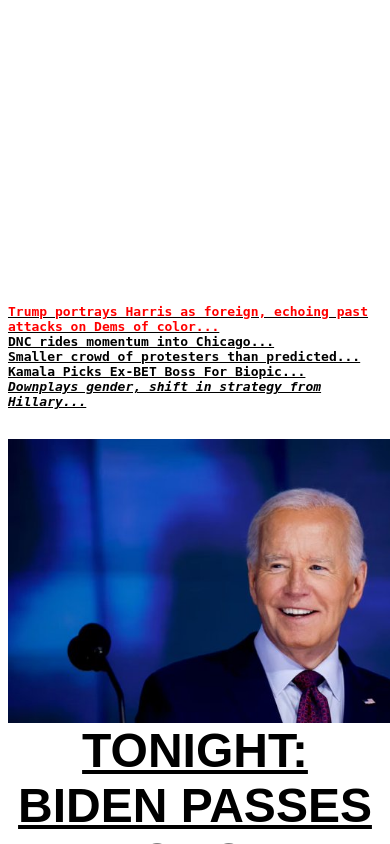 Trump portrays Harris as foreign, echoing past
attacks on Dems of color...
DNC rides momentum into Chicago...
Smaller crowd of protesters than predicted...
Kamala Picks Ex-BET Boss For Biopic...
Downplays gender, shift in strategy from
Hillary...
TONIGHT:
BIDEN PASSES